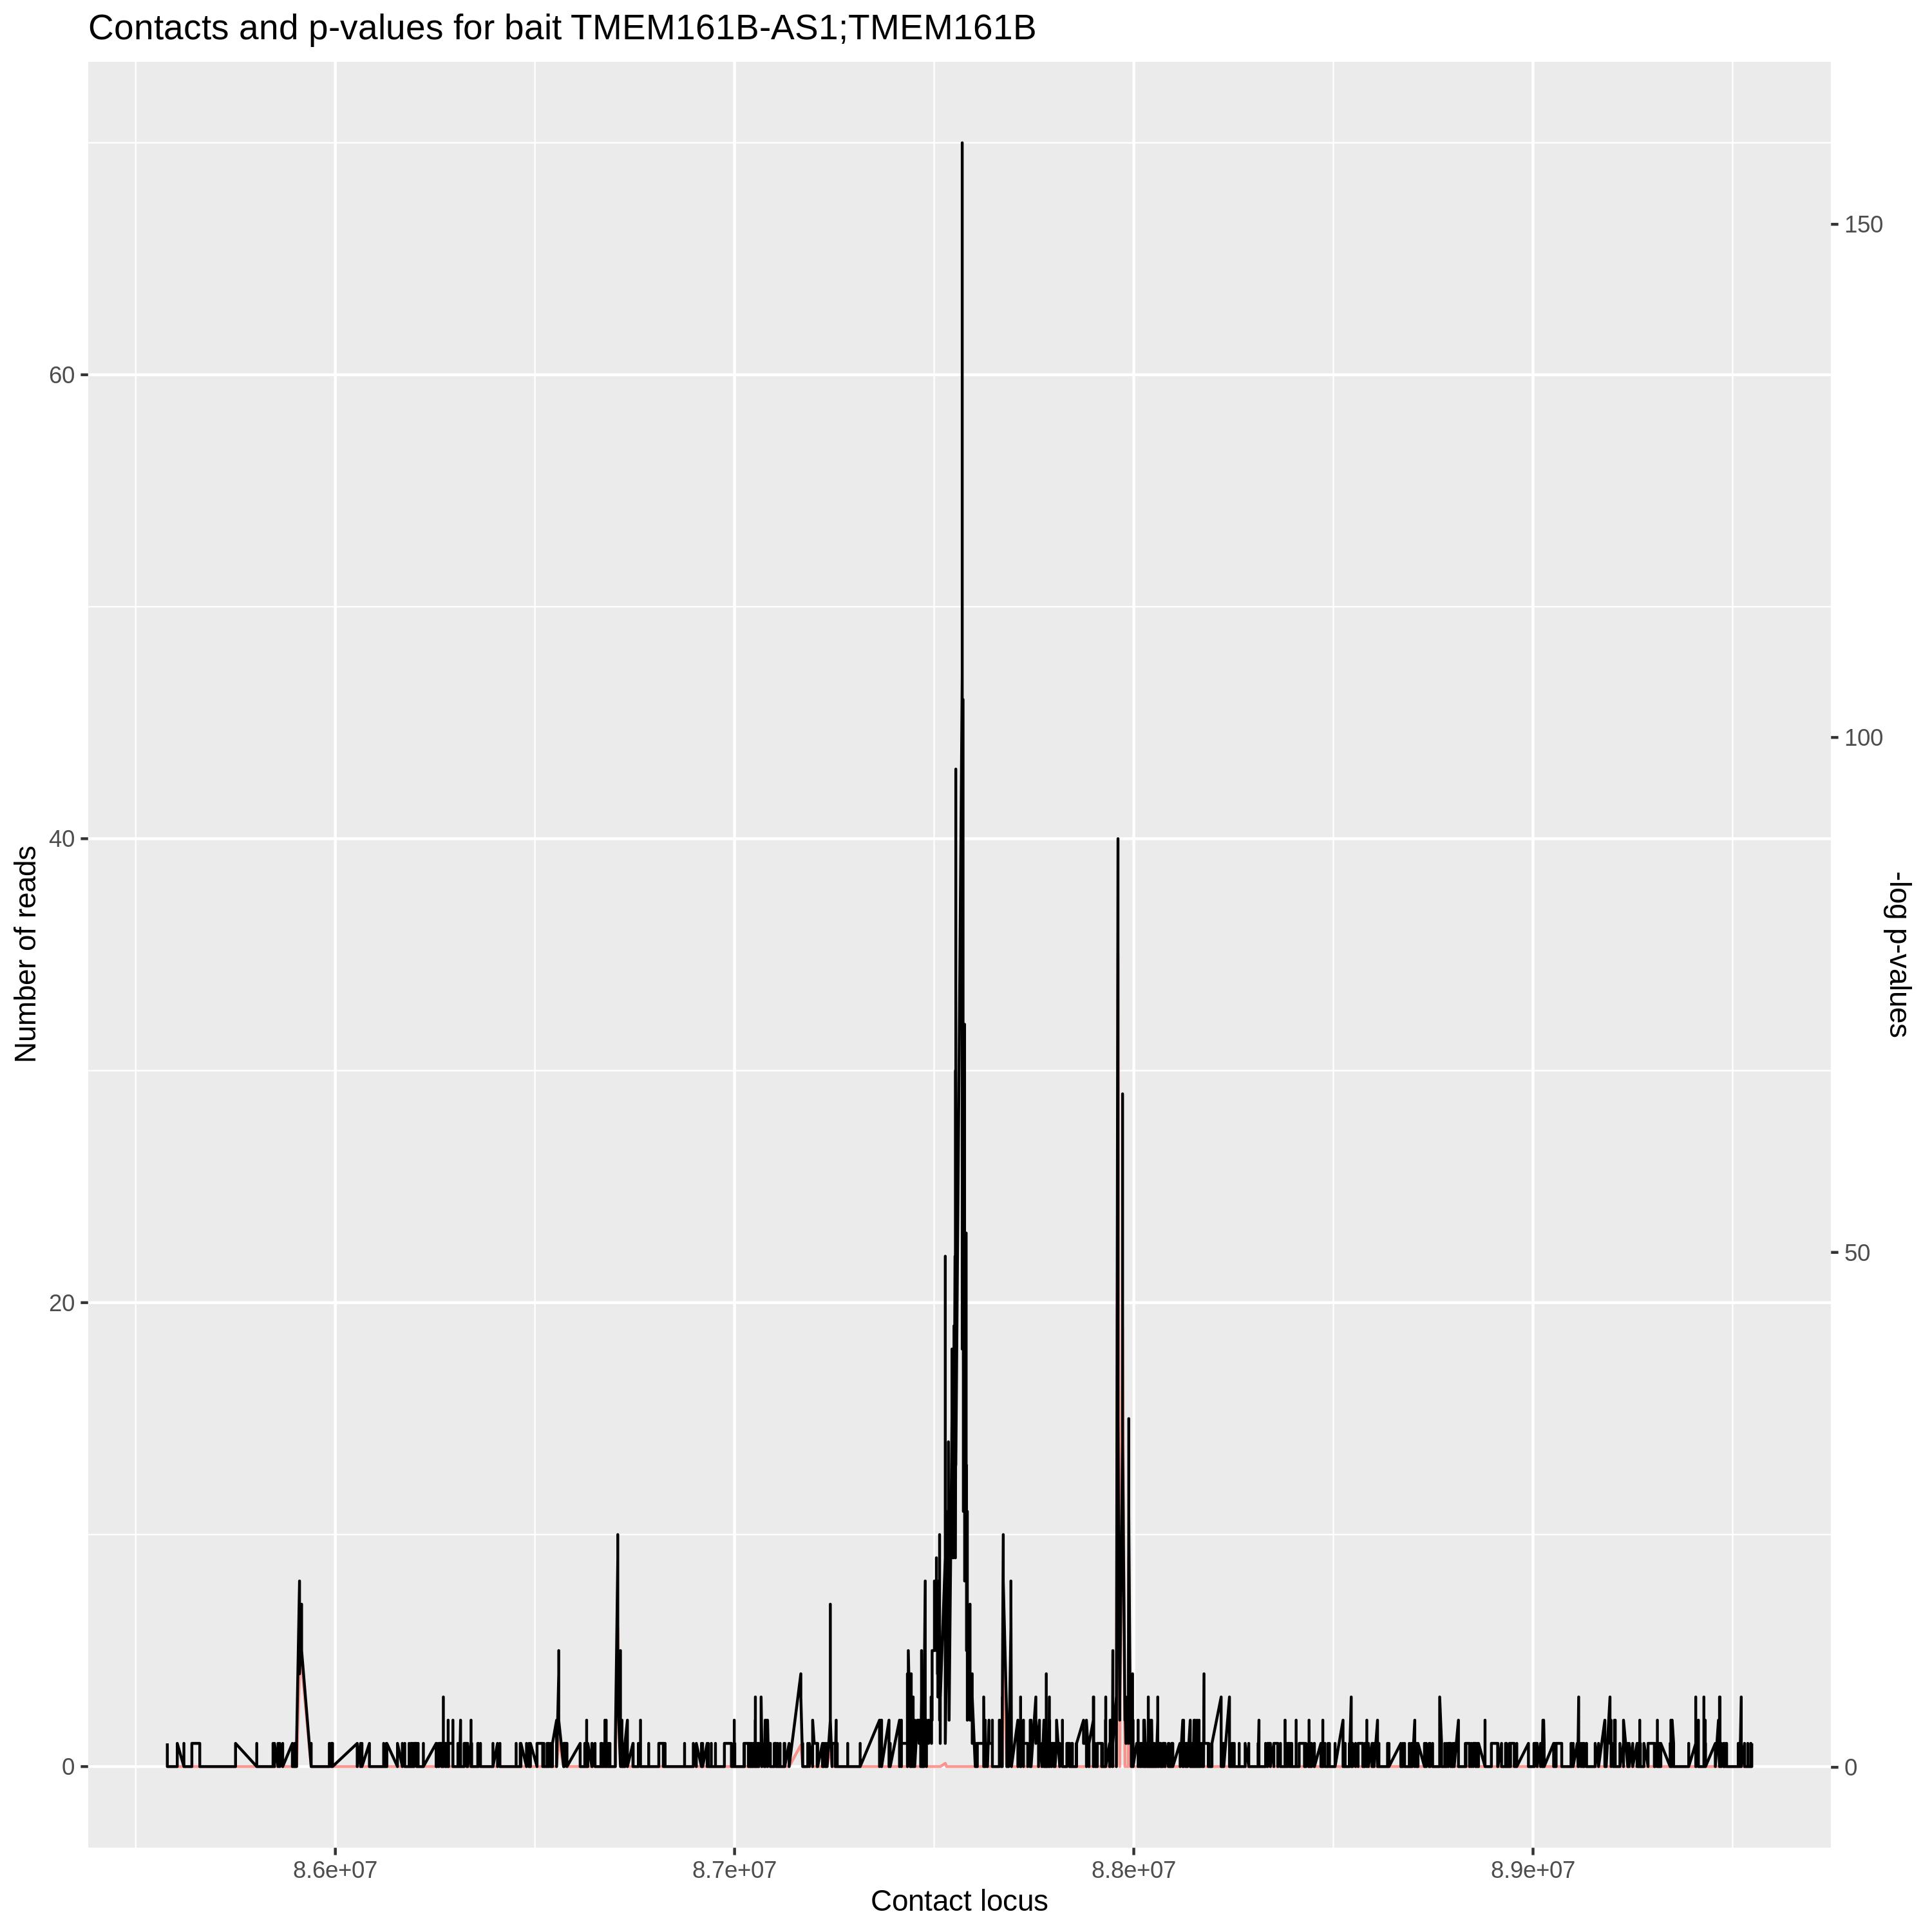 Contacts and p-values for bait TMEM161B-AS1;TMEM161B
150
60
100
40
Number of reads
-log p-values
50
20
0
0
8.6e+07
8.7e+07
8.8e+07
8.9e+07
Contact locus